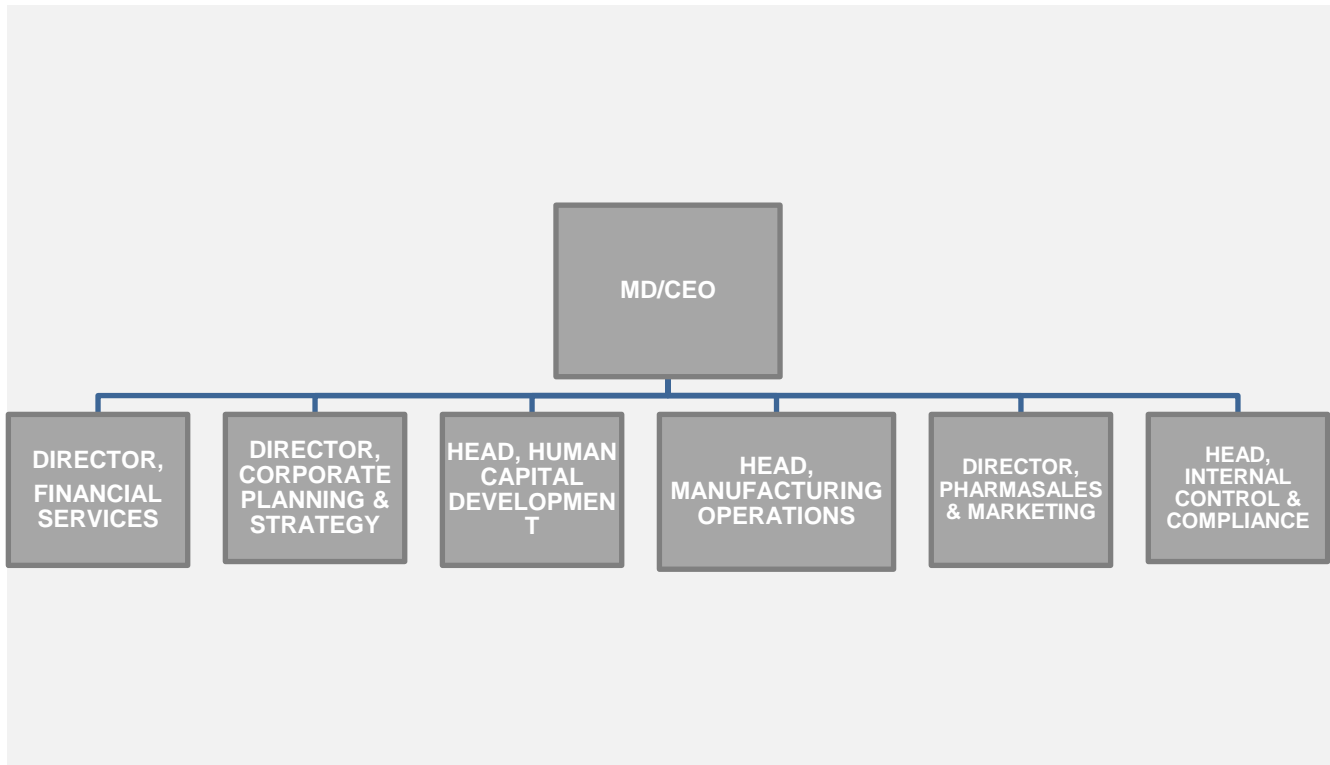 MD/CEO
DIRECTOR,
FINANCIAL
SERVICES
DIRECTOR,
CORPORATE
PLANNING &
STRATEGY
HEAD, HUMAN
CAPITAL
DEVELOPMEN
T
HEAD,
MANUFACTURING
OPERATIONS
DIRECTOR,
PHARMASALES
& MARKETING
HEAD,
INTERNAL
CONTROL &
COMPLIANCE